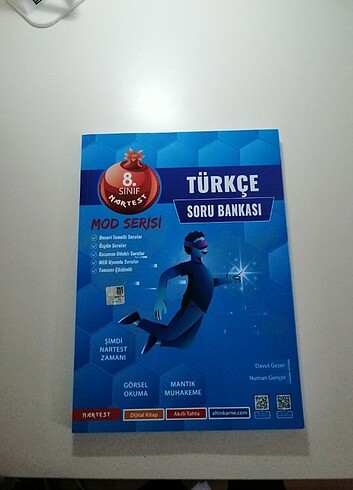 8.
SINIF
NARTEST
TÜRKÇE
SORU BANKASI
MOD SERİSİ
Beceri Temelli Sorular
Özgün Sorular
Kazanım Odaklı Sorular
MEB Uyumlu Sorular
Tamamı Çözümlü
ŞİMDİ
NARTEST
ZAMANI
GÖRSEL
OKUMA
MANTIK
MUHAKEME
Davut Gezer
Numan Gençer
NARTEST
Dijital Kitap
Akıllı Tahta
altinkarne.com